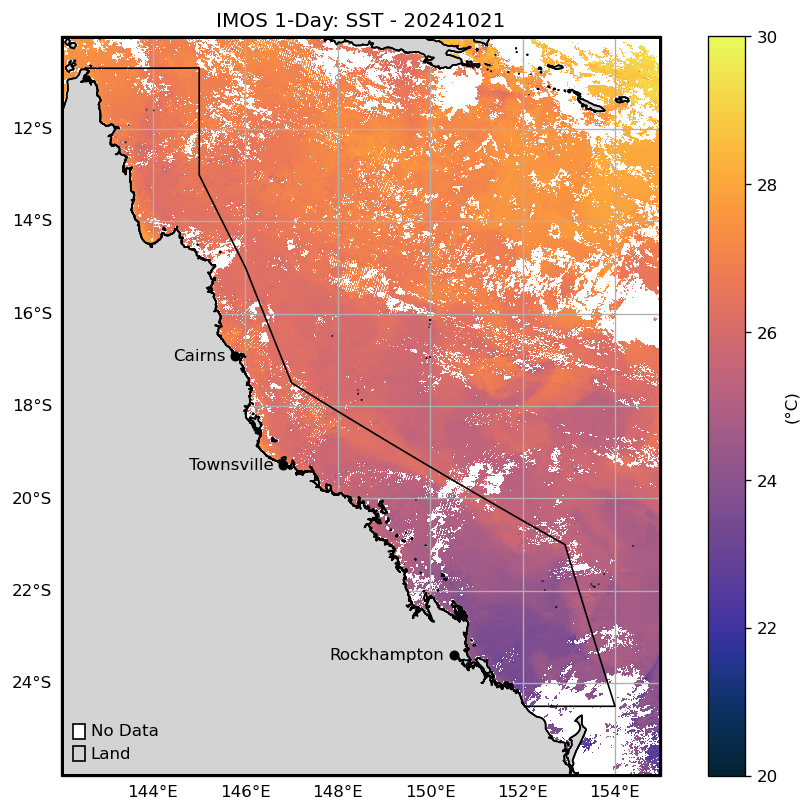 IMOS 1-Day: SST - 20241021
30
12°S
28
14°S
16°S
26
Cairns
(°C)
18°S
Townsville
24
20°S
22°S
22
Rockhampton
24°S
No Data
Land
20
144°E 146°E 148°E 150°E 152°E 154°E